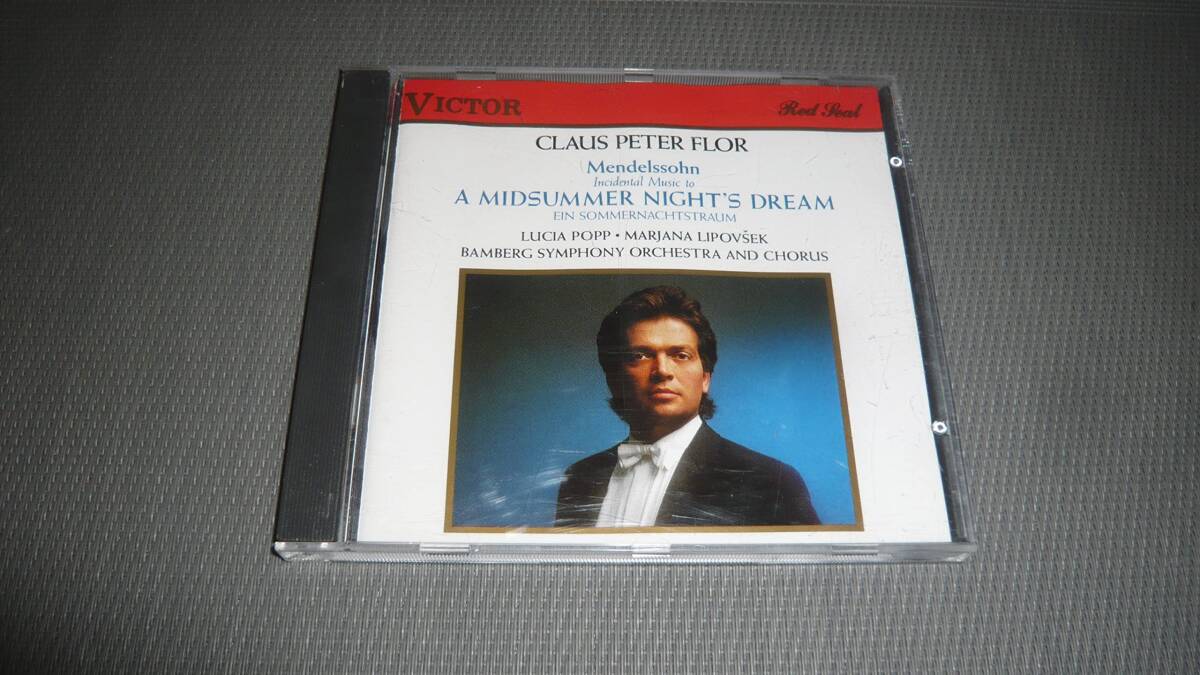 VICTOR Red Seal
CLAUS PETER FLOR
Mendelssohn
Incidental Music to
A MIDSUMMER NIGHT'S DREAM
EIN SOMMERNACHTSTRAUM
LUCIA POPP • MARJANA LIPOVŠEK
BAMBERG SYMPHONY ORCHESTRA AND CHORUS